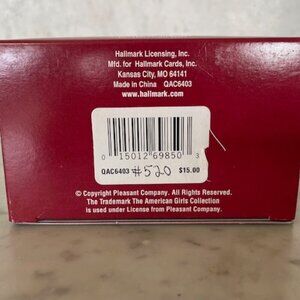 Hallmark Licensing, Inc.
Mfd. for Hallmark Cards, Inc.
Kansas City, MO 64141
Made in China QAC6403
www.hallmark.com
0 15012 69850 3
QAC6403 #520 $15.00
© Copyright Pleasant Company. All Rights Reserved.
The Trademark The American Girls Collection
is used under License from Pleasant Company.